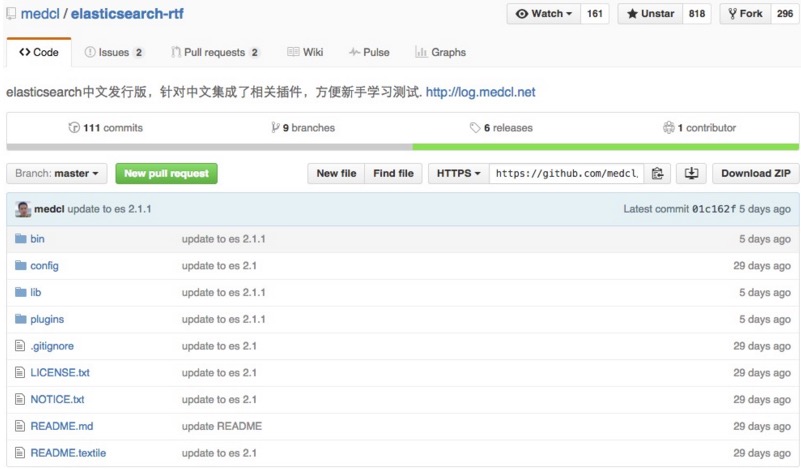 medcl / elasticsearch-rtf Watch 161 Unstar 818 Fork 296
Code Issues 2 Pull requests 2 Wiki Pulse Graphs
elasticsearch中文发行版，针对中文集成了相关插件，方便新手学习测试. http://log.medcl.net
111 commits 9 branches 6 releases 1 contributor
Branch: master New pull request New file Find file HTTPS https://github.com/medcl. Download ZIP
medcl update to es 2.1.1 Latest commit 01c162f 5 days ago
bin update to es 2.1.1 5 days ago
config update to es 2.1 29 days ago
lib update to es 2.1.1 5 days ago
plugins update to es 2.1.1 5 days ago
.gitignore update to es 2.1 29 days ago
LICENSE.txt update to es 2.1 29 days ago
NOTICE.txt update to es 2.1 29 days ago
README.md update README 29 days ago
README.textile update to es 2.1 29 days ago